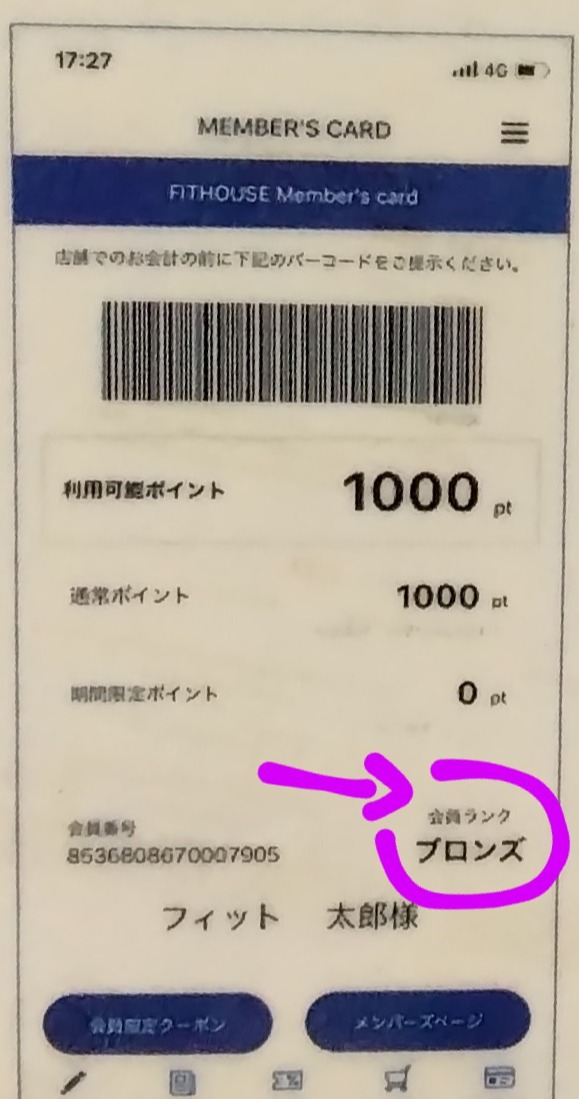 17:27
4G
MEMBER'S CARD
FITHOUSE Member's card
店舗でのお会計の前に下記のバーコードをご提示ください。
利用可能ポイント 1000 pt
通常ポイント 1000 pt
期間限定ポイント 0 pt
会員番号 会員ランク
8536808670007905 ブロンズ
フィット 太郎様
会員限定クーポン メンバーズページ